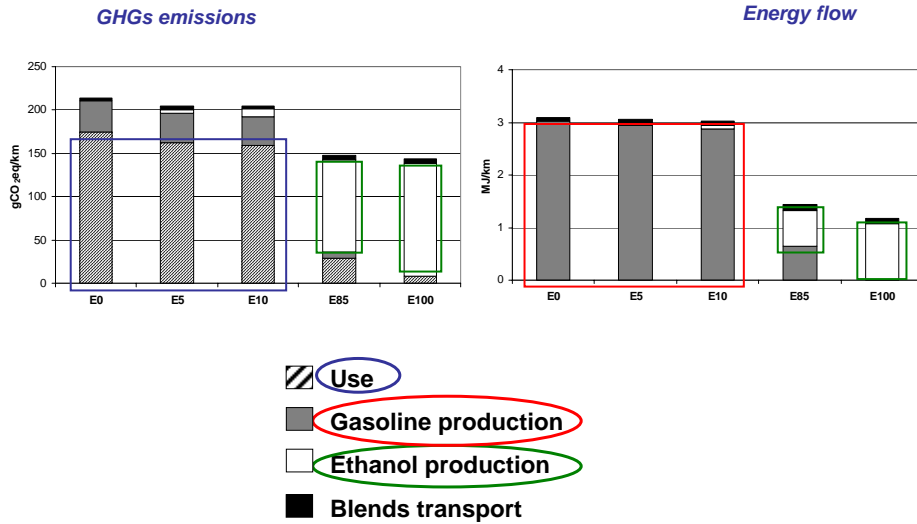 GHGs emissions
Energy flow
gCO2eq/km
250
200
150
100
50
0
E0 E5 E10 E85 E100
MJ/km
4
3
2
1
0
E0 E5 E10 E85 E100
Use
Gasoline production
Ethanol production
Blends transport